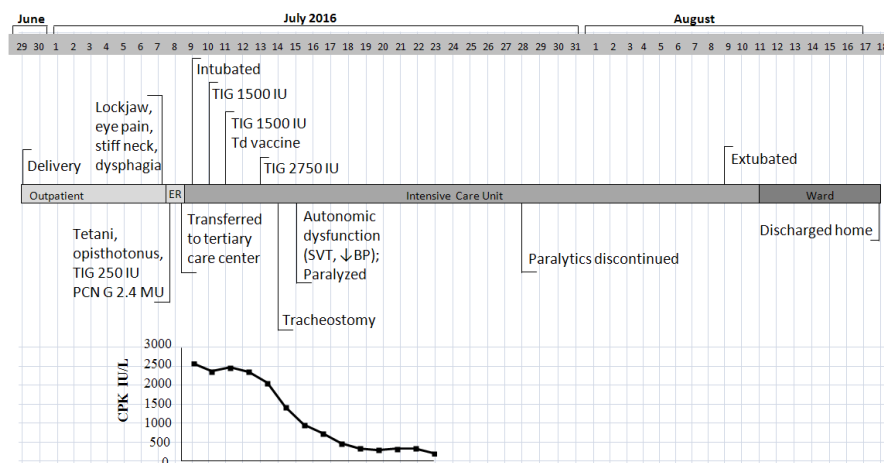 June July 2016 August
29 30 1 2 3 4 5 6 7 8 9 10 11 12 13 14 15 16 17 18 19 20 21 22 23 24 25 26 27 28 29 30 31 1 2 3 4 5 6 7 8 9 10 11 12 13 14 15 16 17 18
Intubated
TIG 1500 IU
Lockjaw,
eye pain,
stiff neck,
dysphagia
TIG 1500 IU
Td vaccine
Delivery
TIG 2750 IU
Extubated
Outpatient ER Intensive Care Unit Ward
Tetani,
opisthotonus,
TIG 250 IU
PCN G 2.4 MU
Transferred
to tertiary
care center
Autonomic
dysfunction
(SVT, ↓BP);
Paralyzed
Tracheostomy
Paralytics discontinued
Discharged home
CPK IU/L
3000
2500
2000
1500
1000
500
0